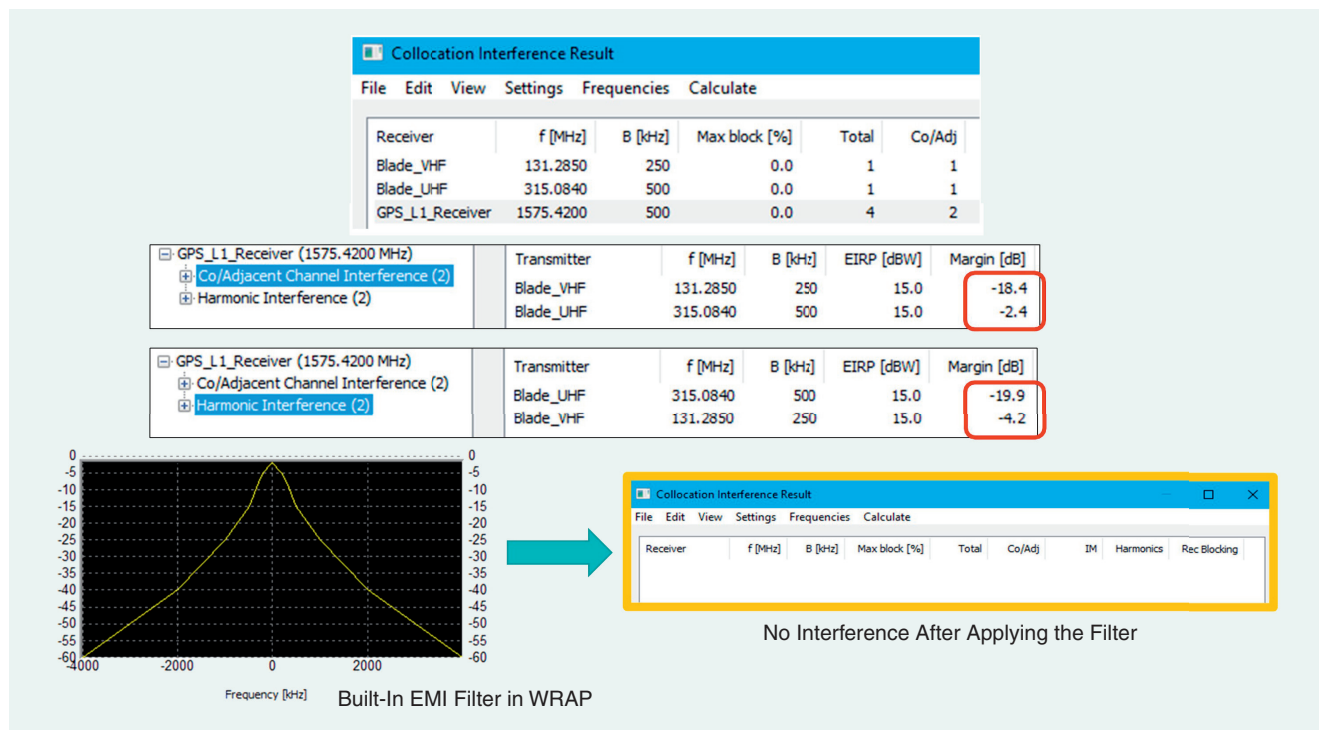 Collocation Interference Result
File Edit View Settings Frequencies Calculate
Receiver f [MHz] B [kHz] Max block [%] Total Co/Adj
Blade_VHF 131.2850 250 0.0 1 1
Blade_UHF 315.0840 500 0.0 1 1
GPS_L1_Receiver 1575.4200 500 0.0 4 2
GPS_L1_Receiver (1575.4200 MHz)
Co/Adjacent Channel Interference (2)
Harmonic Interference (2)
Transmitter f [MHz] B [kHz] EIRP [dBW] Margin [dB]
Blade_VHF 131.2850 250 15.0 -18.4
Blade_UHF 315.0840 500 15.0 -2.4
GPS_L1_Receiver (1575.4200 MHz)
Co/Adjacent Channel Interference (2)
Harmonic Interference (2)
Transmitter f [MHz] B [kHz] EIRP [dBW] Margin [dB]
Blade_UHF 315.0840 500 15.0 -19.9
Blade_VHF 131.2850 250 15.0 -4.2
0 0
-5 -5
-10 -10
-15 -15
-20 -20
-25 -25
-30 -30
-35 -35
-40 -40
-45 -45
-50 -50
-55 -55
-60 -60
-4000 -2000 0 2000
Frequency [kHz]
Built-In EMI Filter in WRAP
Collocation Interference Result
File Edit View Settings Frequencies Calculate
Receiver f [MHz] B [kHz] Max block [%] Total Co/Adj IM Harmonics Rec Blocking
No Interference After Applying the Filter